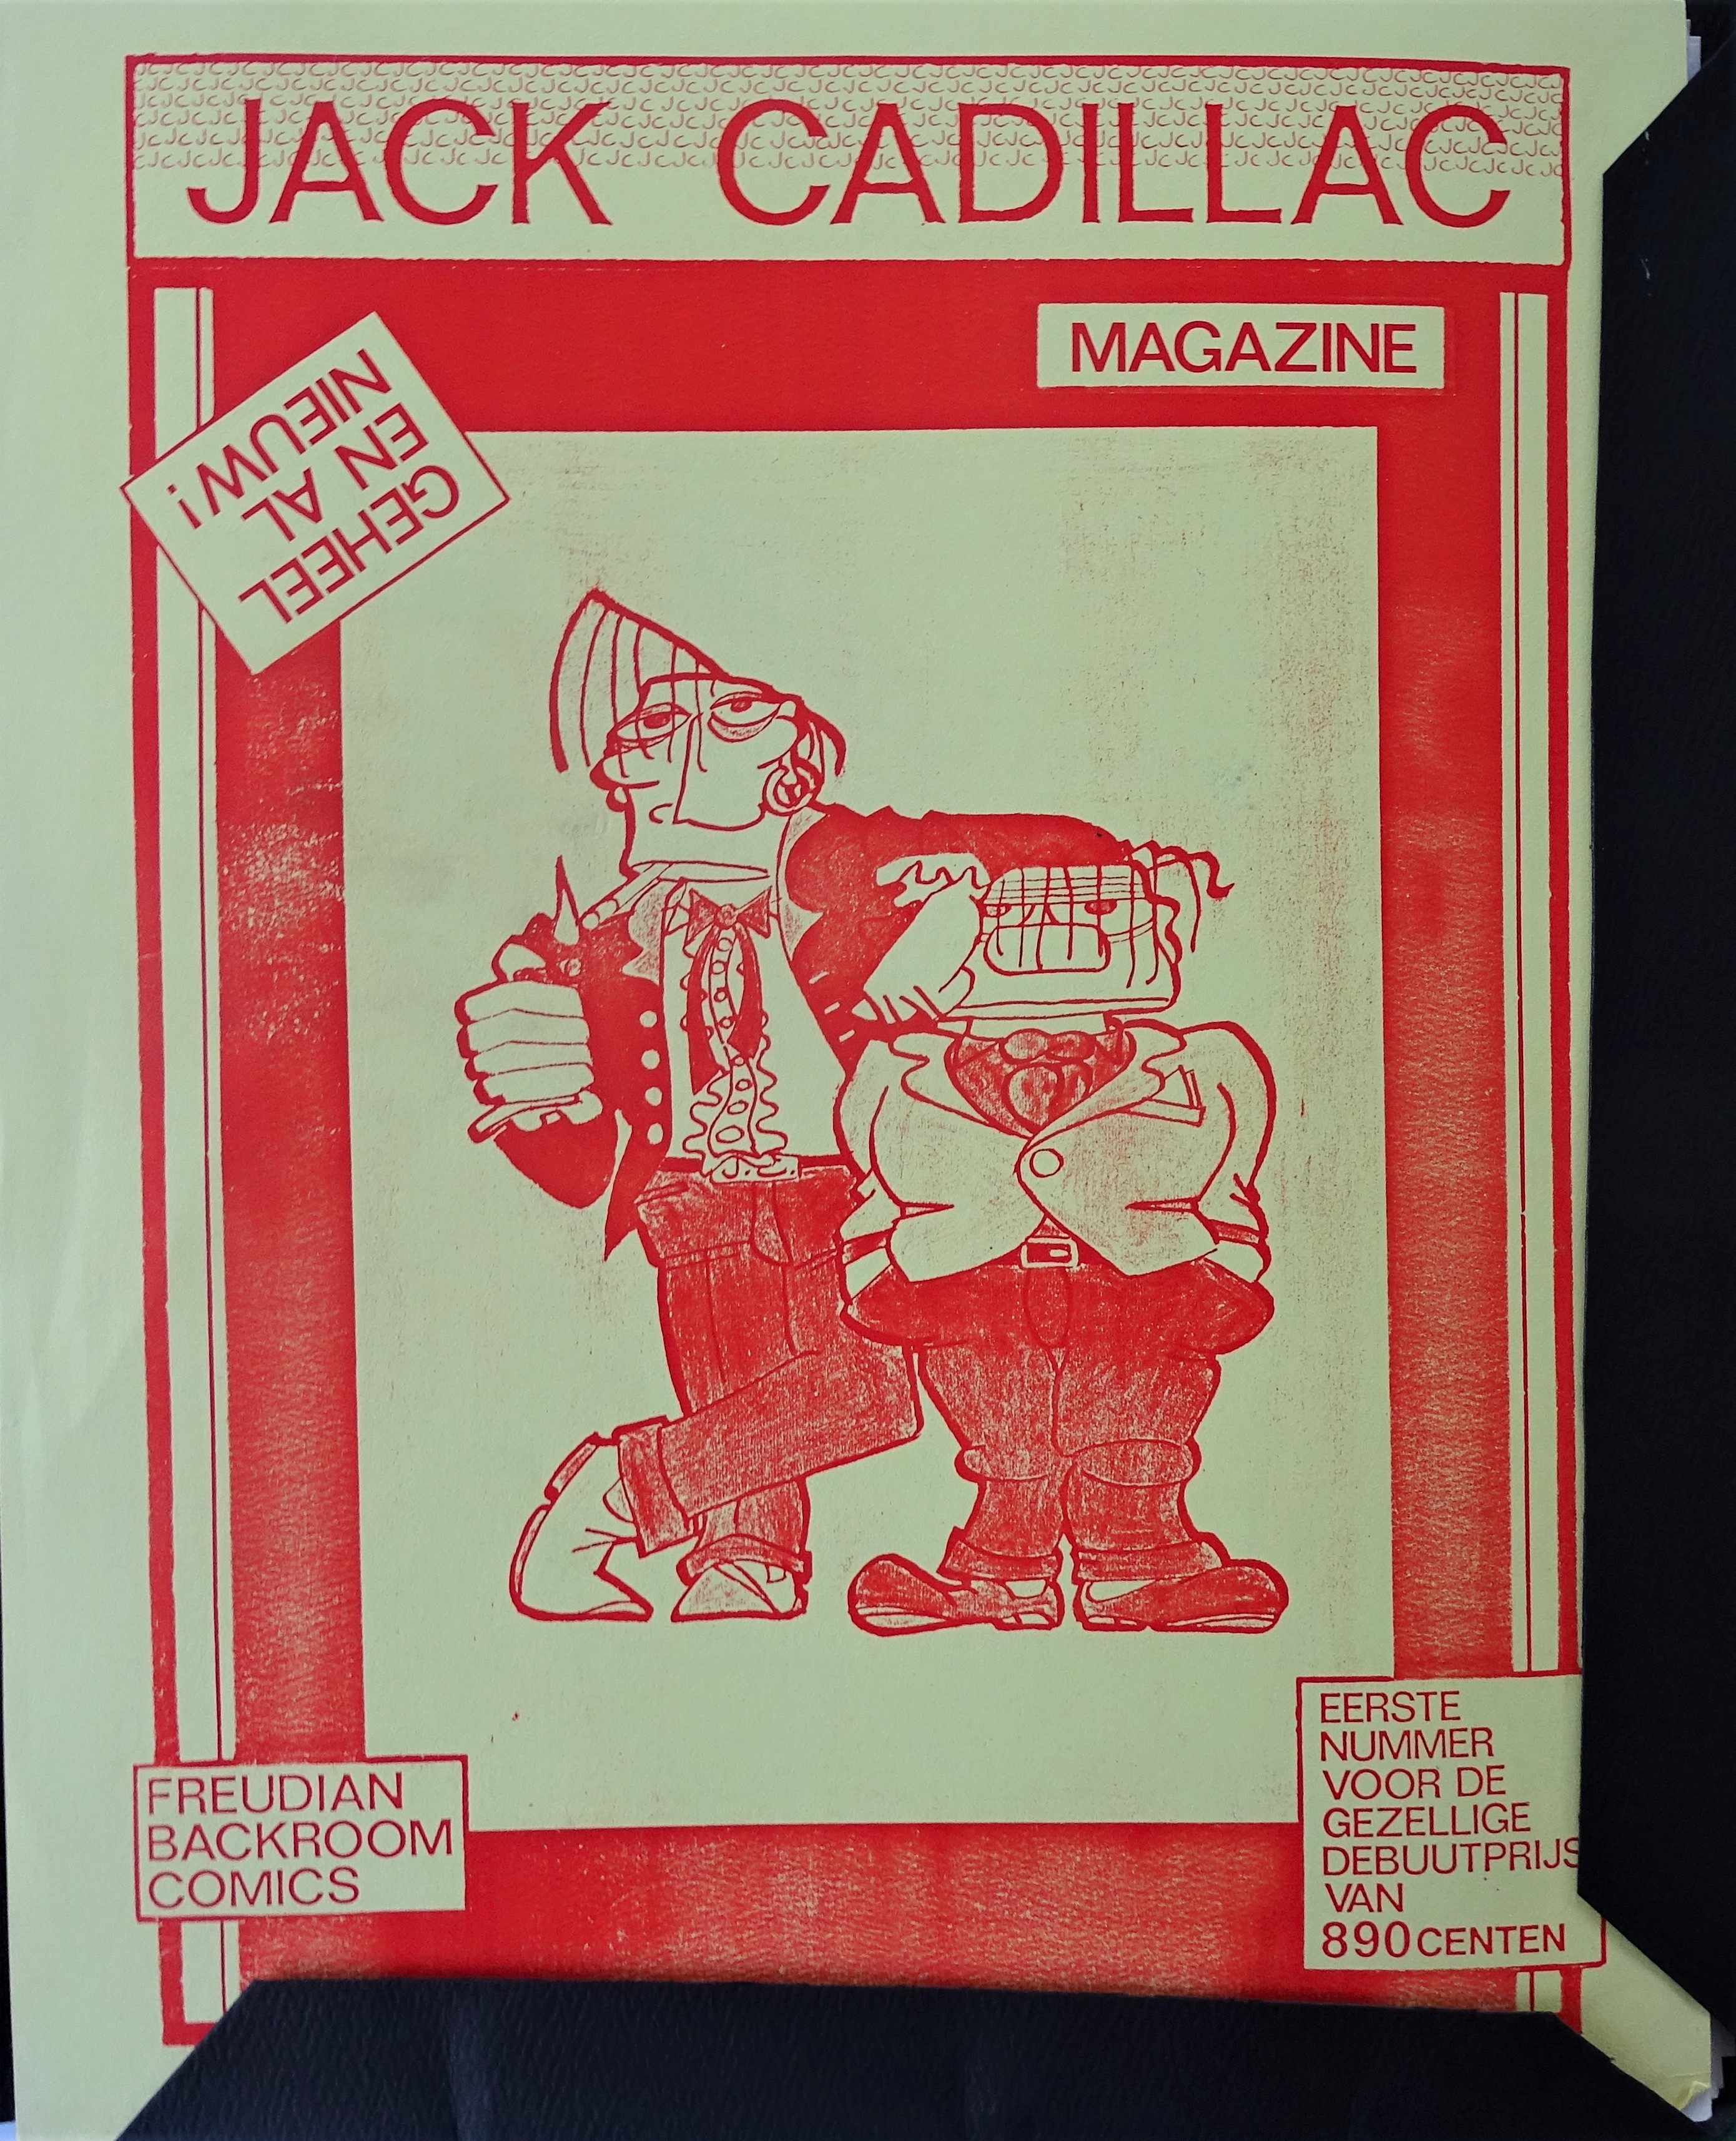 JACK CADILLAC
MAGAZINE
GEHEEL
EN AL
NIEUW!
FREUDIAN
BACKROOM
COMICS
EERSTE
NUMMER
VOOR DE
GEZELLIGE
DEBUUTPRIJS
VAN
890 CENTEN